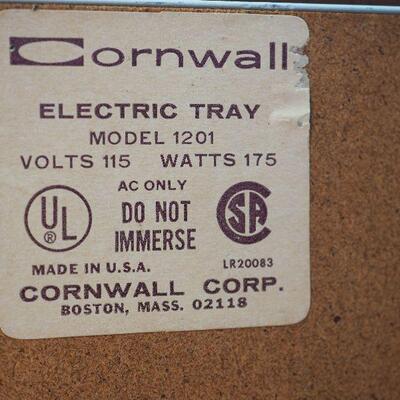 Cornwall
ELECTRIC TRAY
MODEL 1201
VOLTS 115 WATTS 175
AC ONLY
UL ® DO NOT IMMERSE SA
MADE IN U.S.A. LR20083
CORNWALL CORP.
BOSTON, MASS. 02118